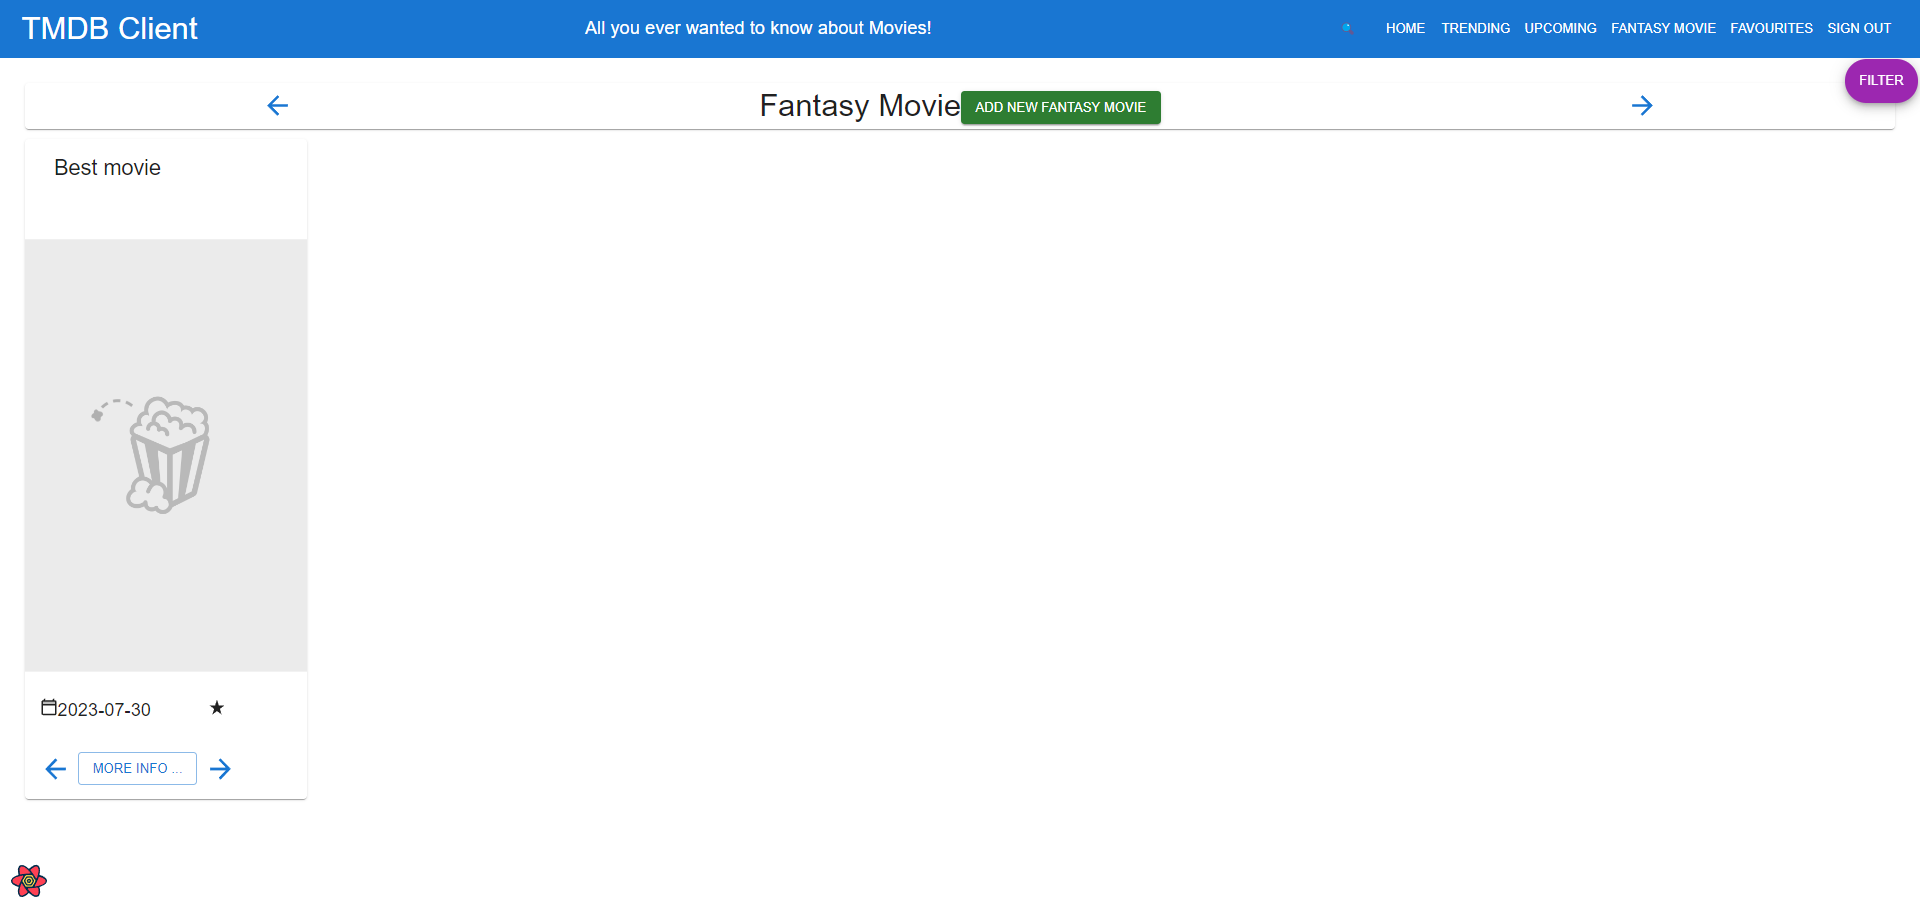 TMDB Client
All you ever wanted to know about Movies!
HOME TRENDING UPCOMING FANTASY MOVIE FAVOURITES SIGN OUT
FILTER
Fantasy Movie ADD NEW FANTASY MOVIE
Best movie
2023-07-30
MORE INFO ...